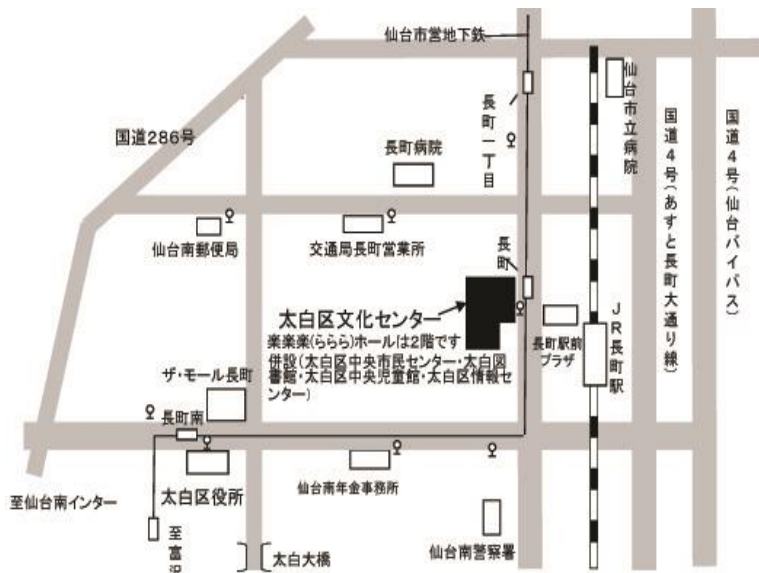 仙台市営地下鉄
仙台市立病院
国道286号
長町一丁目
長町病院
国道4号(あすと長町大通り線)
国道4号(仙台バイパス)
仙台南郵便局
交通局長町営業所
長町
太白区文化センター
楽楽楽(ららら)ホールは2階です
併設(太白区中央市民センター・太白図
書館・太白区中央児童館・太白区情報セ
ンター)
長町駅前
プラザ
JR長町駅
ザ・モール長町
長町南
太白区役所
仙台南年金事務所
至仙台南インター
至富沢
太白大橋
仙台南警察署